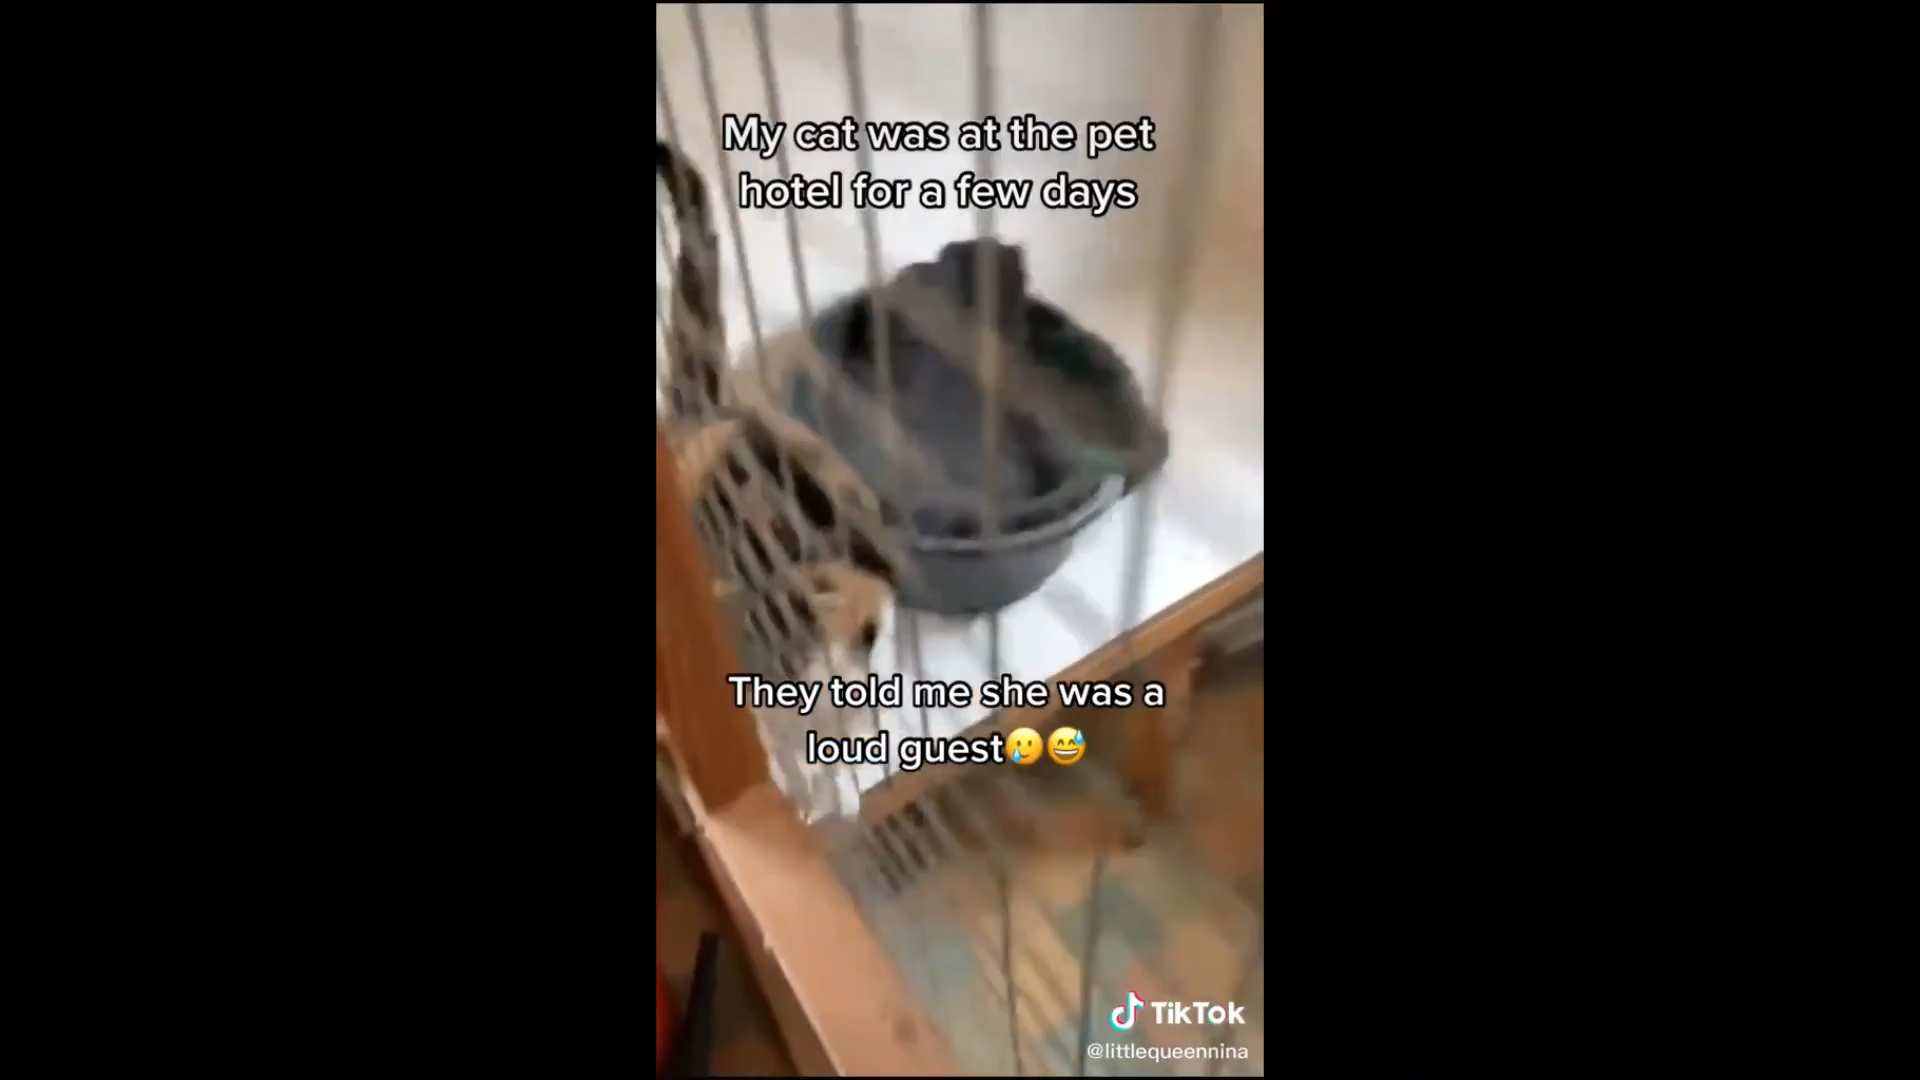 My cat was at the pet
hotel for a few days
They told me she was a
loud guest🥲😅
TikTok
@littlequeennina